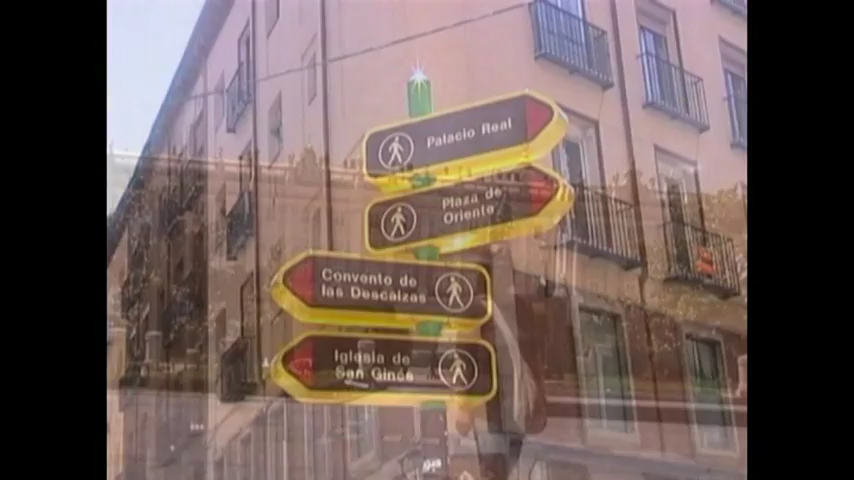 Palacio Real
Plaza de
Oriente
Convento de
las Descalzas
Iglesia de
San Ginés